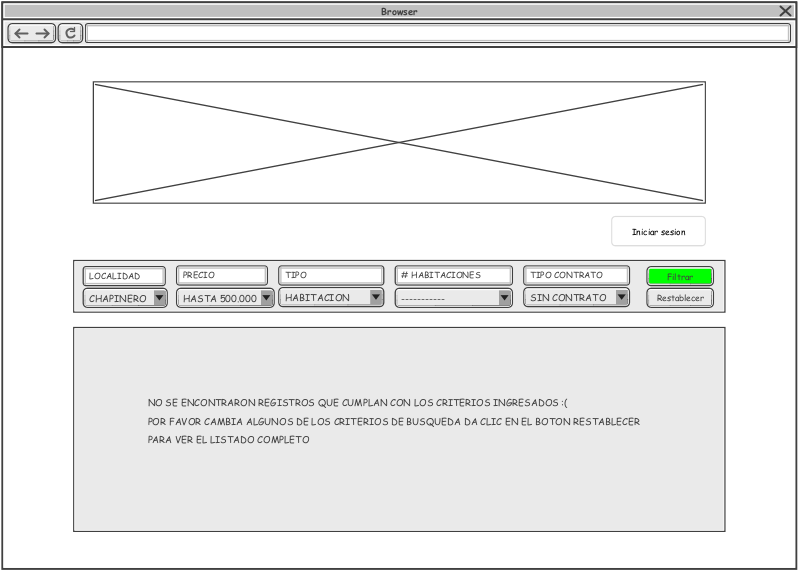 Browser
Iniciar sesion
LOCALIDAD PRECIO TIPO # HABITACIONES TIPO CONTRATO Filtrar
CHAPINERO HASTA 500.000 HABITACION ----------- SIN CONTRATO Restablecer
NO SE ENCONTRARON REGISTROS QUE CUMPLAN CON LOS CRITERIOS INGRESADOS :(
POR FAVOR CAMBIA ALGUNOS DE LOS CRITERIOS DE BUSQUEDA DA CLIC EN EL BOTON RESTABLECER
PARA VER EL LISTADO COMPLETO